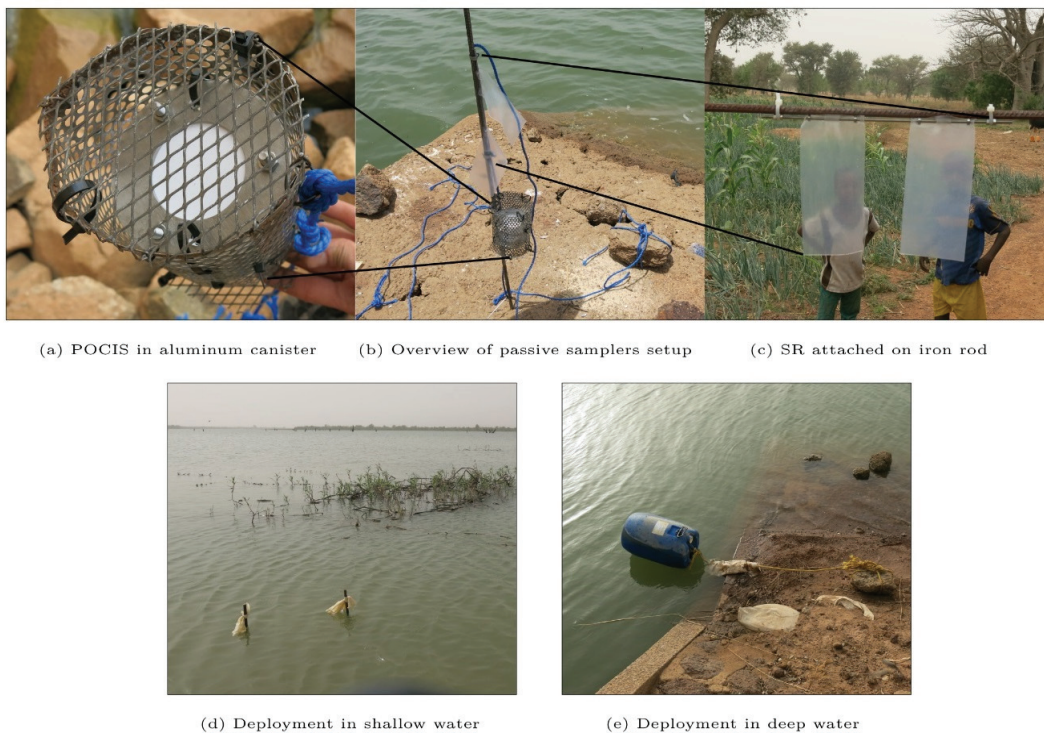 (a) POCIS in aluminum canister
(b) Overview of passive samplers setup
(c) SR attached on iron rod
(d) Deployment in shallow water
(e) Deployment in deep water